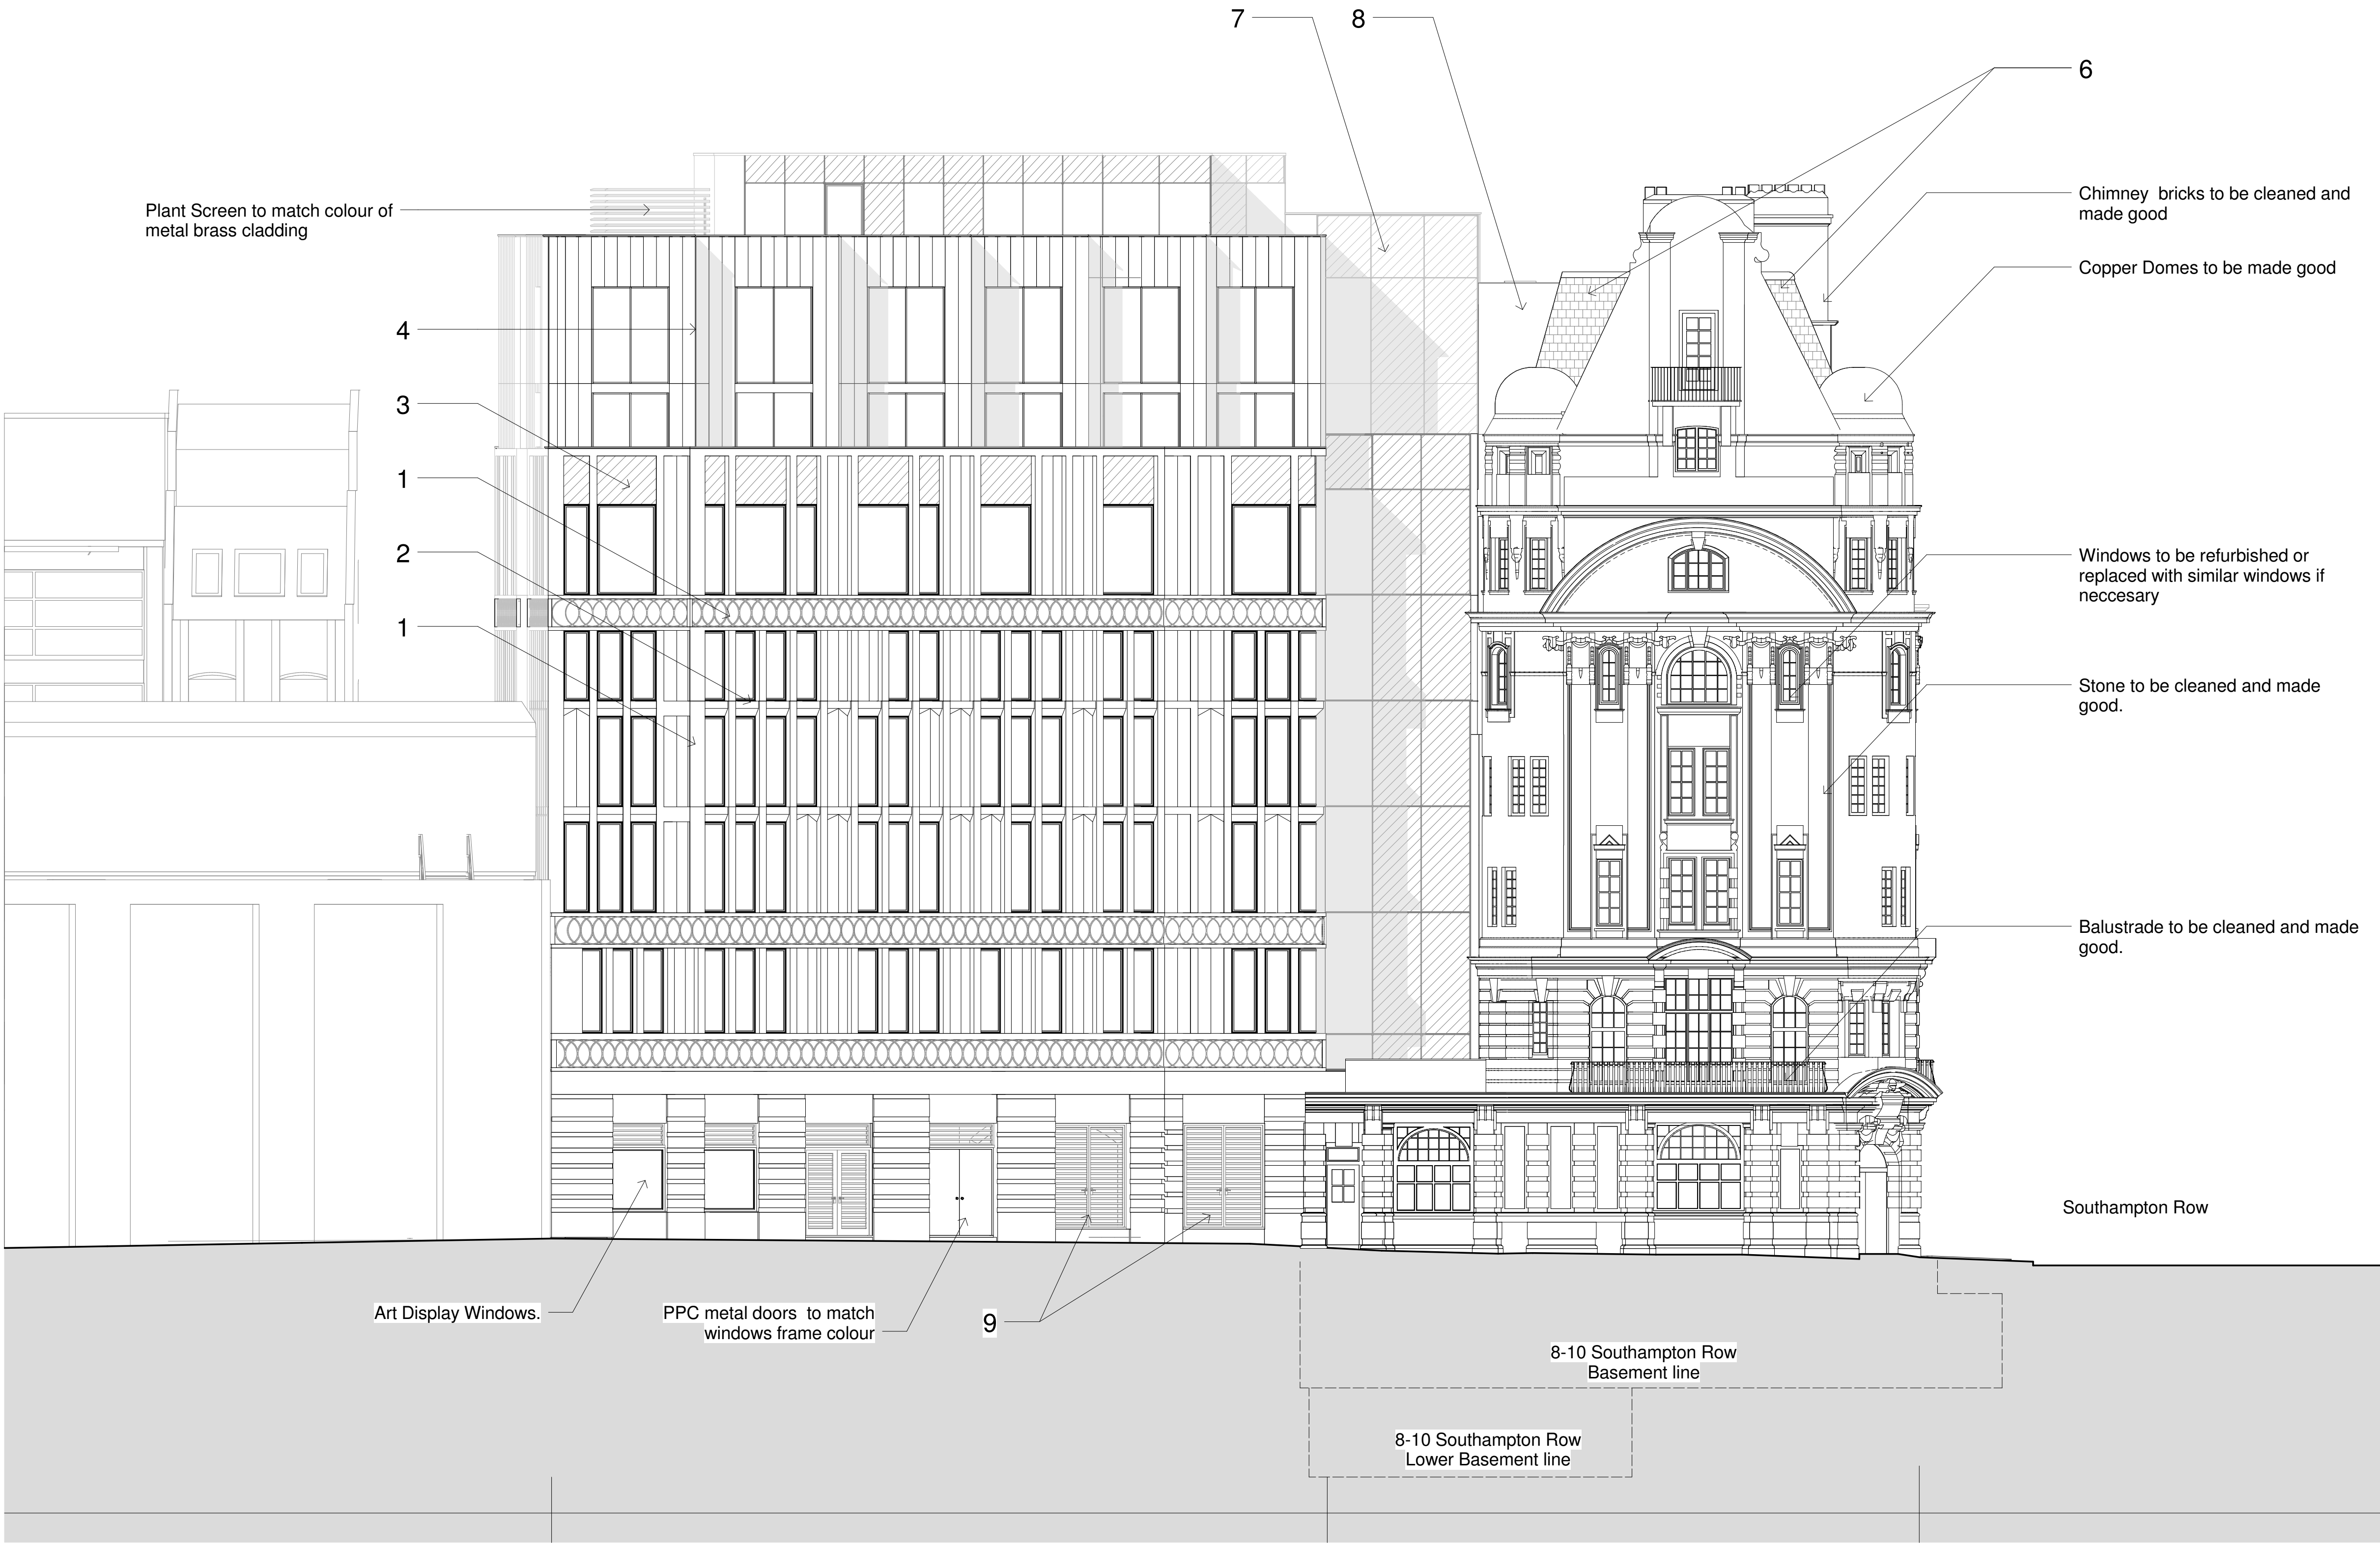 7
8
6
Chimney bricks to be cleaned and
made good
Plant Screen to match colour of
metal brass cladding
Copper Domes to be made good
4
3
1
2
1
Windows to be refurbished or
replaced with similar windows if
neccesary
Stone to be cleaned and made
good.
Balustrade to be cleaned and made
good.
Southampton Row
Art Display Windows.
PPC metal doors to match
windows frame colour
9
8-10 Southampton Row
Basement line
8-10 Southampton Row
Lower Basement line